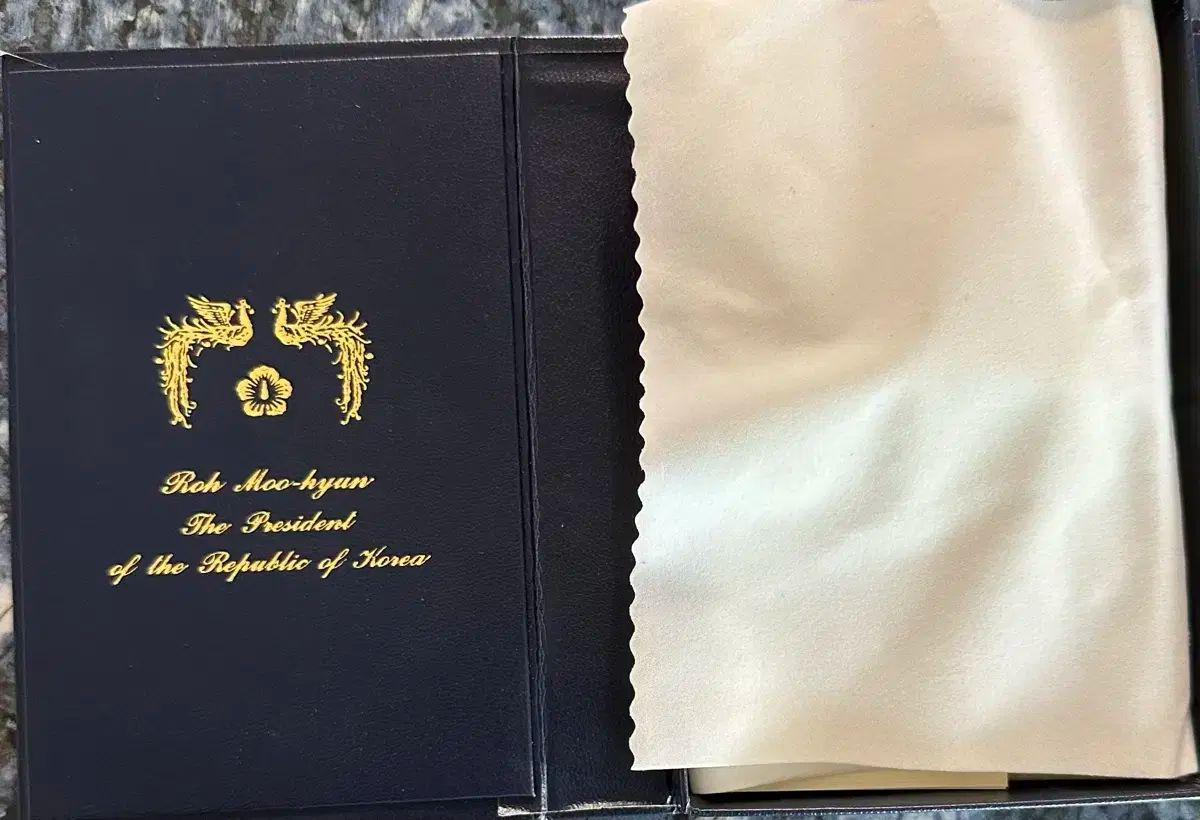 Roh Moo-hyun
The President
of the Republic of Korea